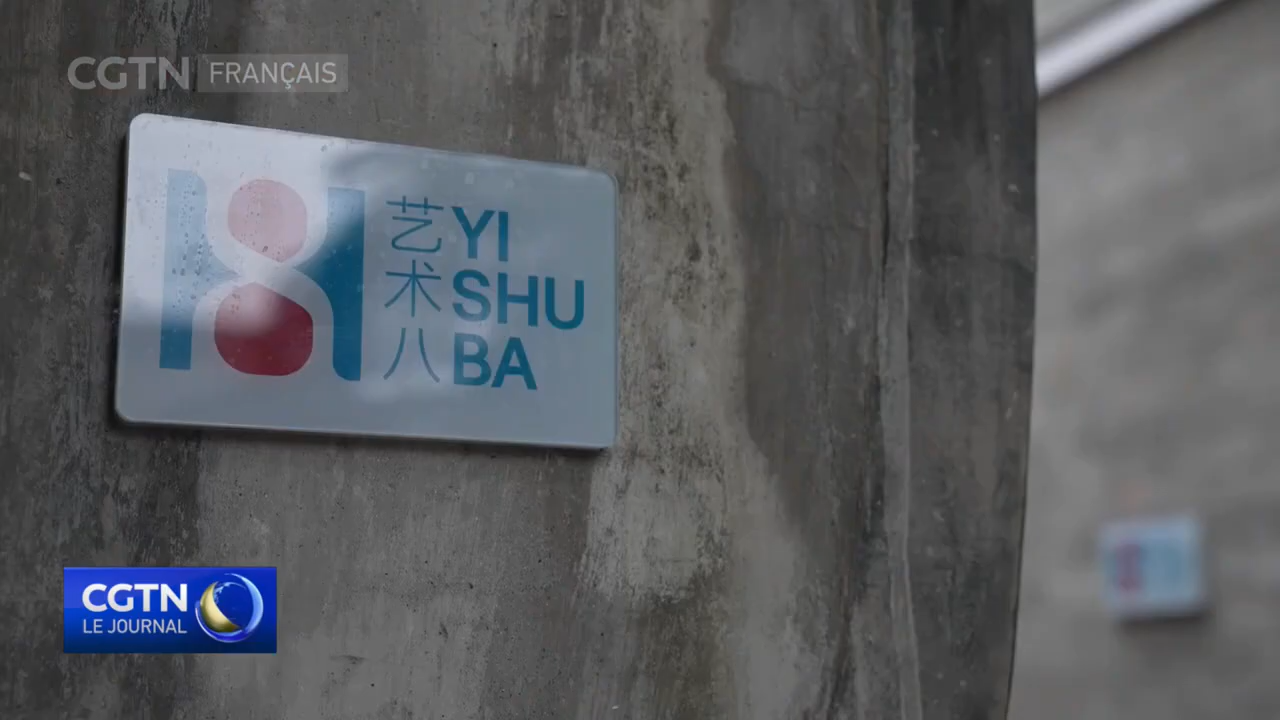 CGTN FRANÇAIS
艺术八
YI
SHU
BA
CGTN
LE JOURNAL